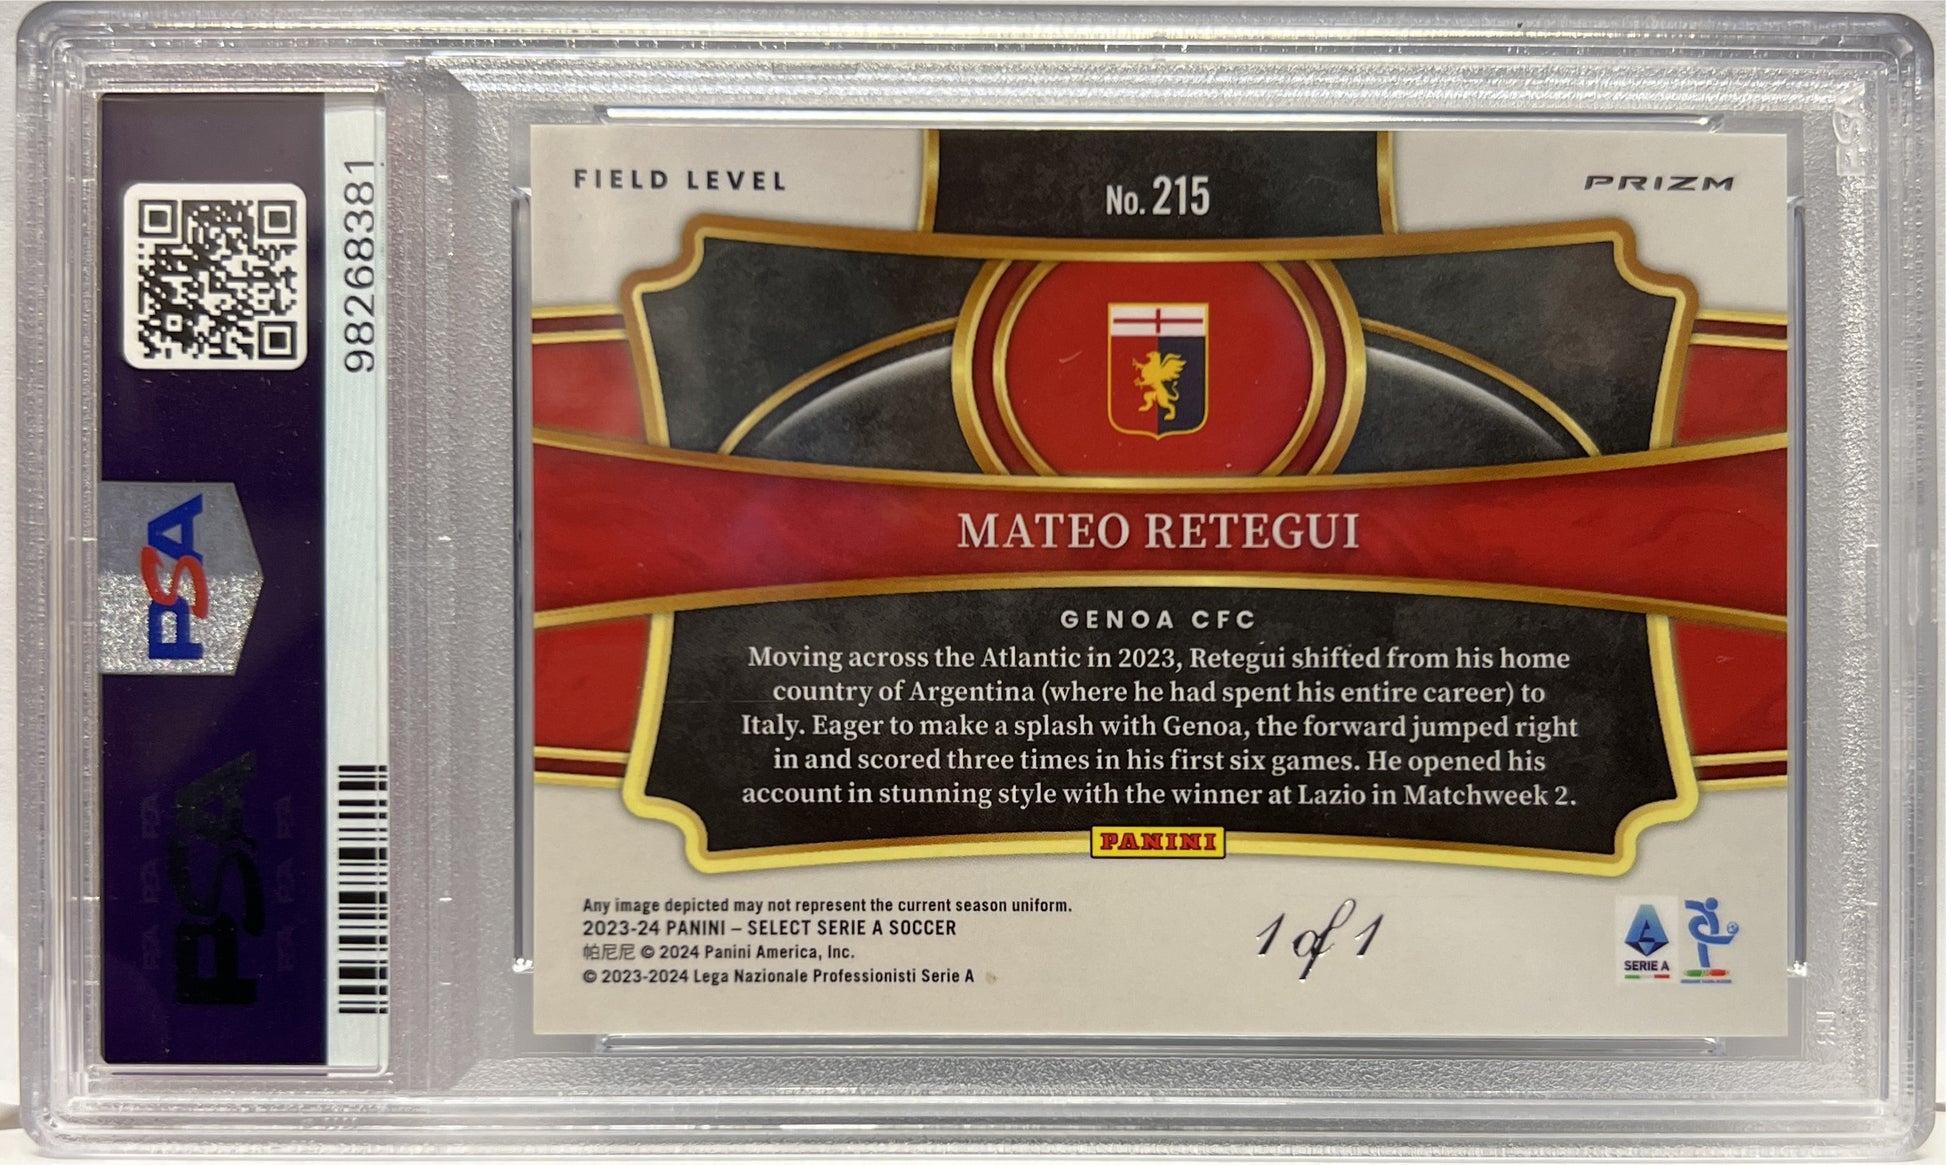 98268381
PSA
PSA
FIELD LEVEL
No. 215
PRIZM
MATEO RETEGUI
GENOA CFC
Moving across the Atlantic in 2023, Retegui shifted from his home
country of Argentina (where he had spent his entire career) to
Italy. Eager to make a splash with Genoa, the forward jumped right
in and scored three times in his first six games. He opened his
account in stunning style with the winner at Lazio in Matchweek 2.
PANINI
Any image depicted may not represent the current season uniform.
2023-24 PANINI – SELECT SERIE A SOCCER
帕尼尼 © 2024 Panini America, Inc.
© 2023-2024 Lega Nazionale Professionisti Serie A
1 of 1
SERIE A